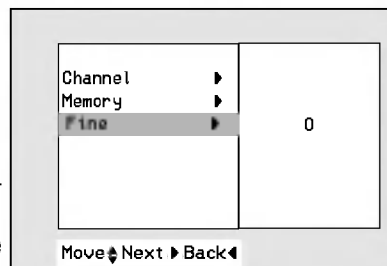 Channel ▶
Memory ▶
Fine ▶
0
Move▲▼ Next ▶ Back◀